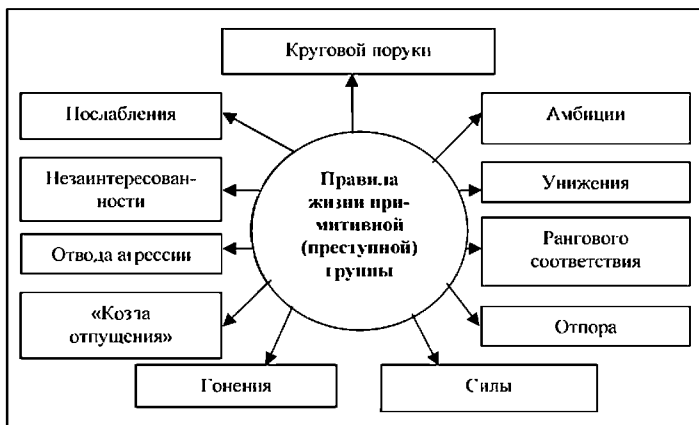 Круговой поруки
Послабления
Амбиции
Незаинтересован-
ности
Унижения
Правила
жизни при-
митивной
(преступной)
группы
Отвода агрессии
Рангового
соответствия
«Козла
отпущения»
Отпора
Гонения
Силы